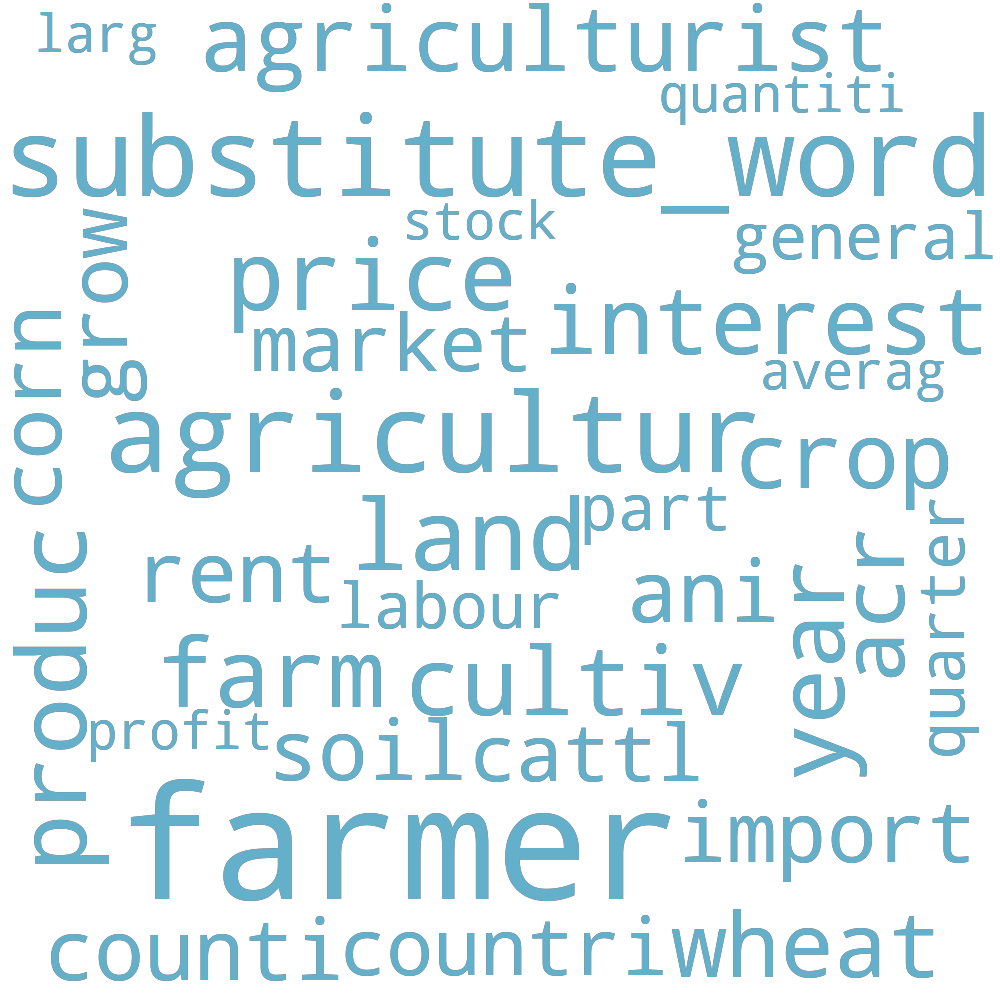 larg
agriculturist
quantiti
substitute_word
stock
general
grow
price
interest
market
corn
averag
agricultur
crop
part
land
quarter
rent
labour
ani
acr
year
produc
farm
cultiv
profit
soil
cattl
farmer
import
counti
countri
wheat